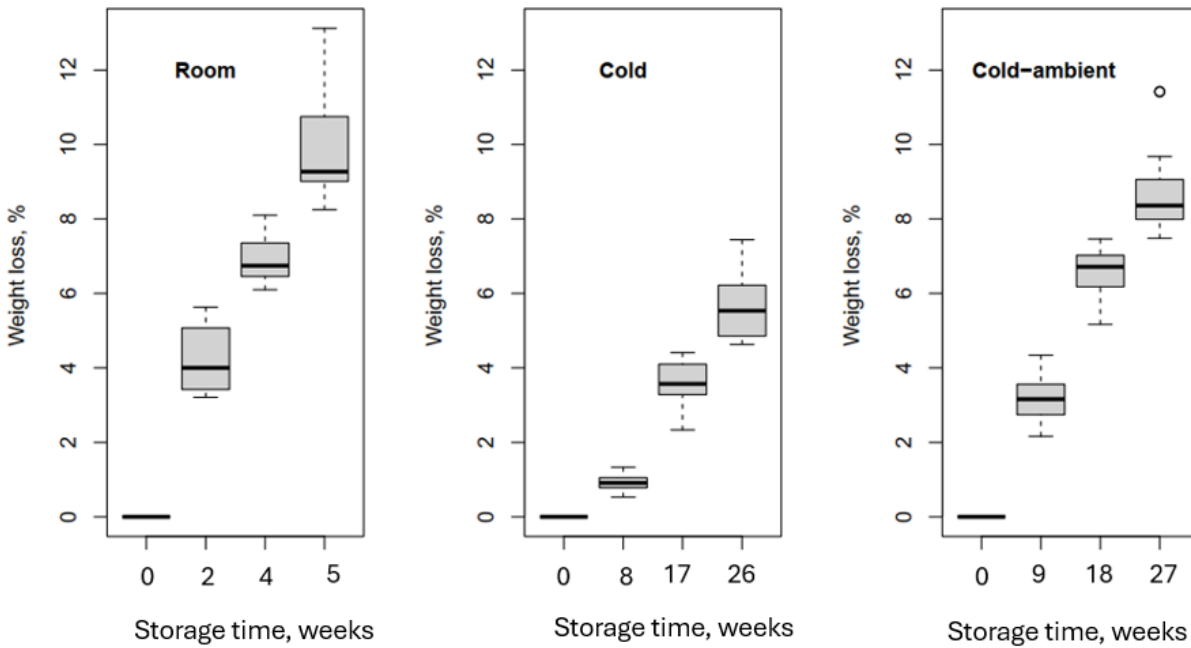 Room
Weight loss, %
0
2
4
6
8
10
12
0 2 4 5
Storage time, weeks
Cold
Weight loss, %
0
2
4
6
8
10
12
0 8 17 26
Storage time, weeks
Cold−ambient
Weight loss, %
0
2
4
6
8
10
12
0 9 18 27
Storage time, weeks